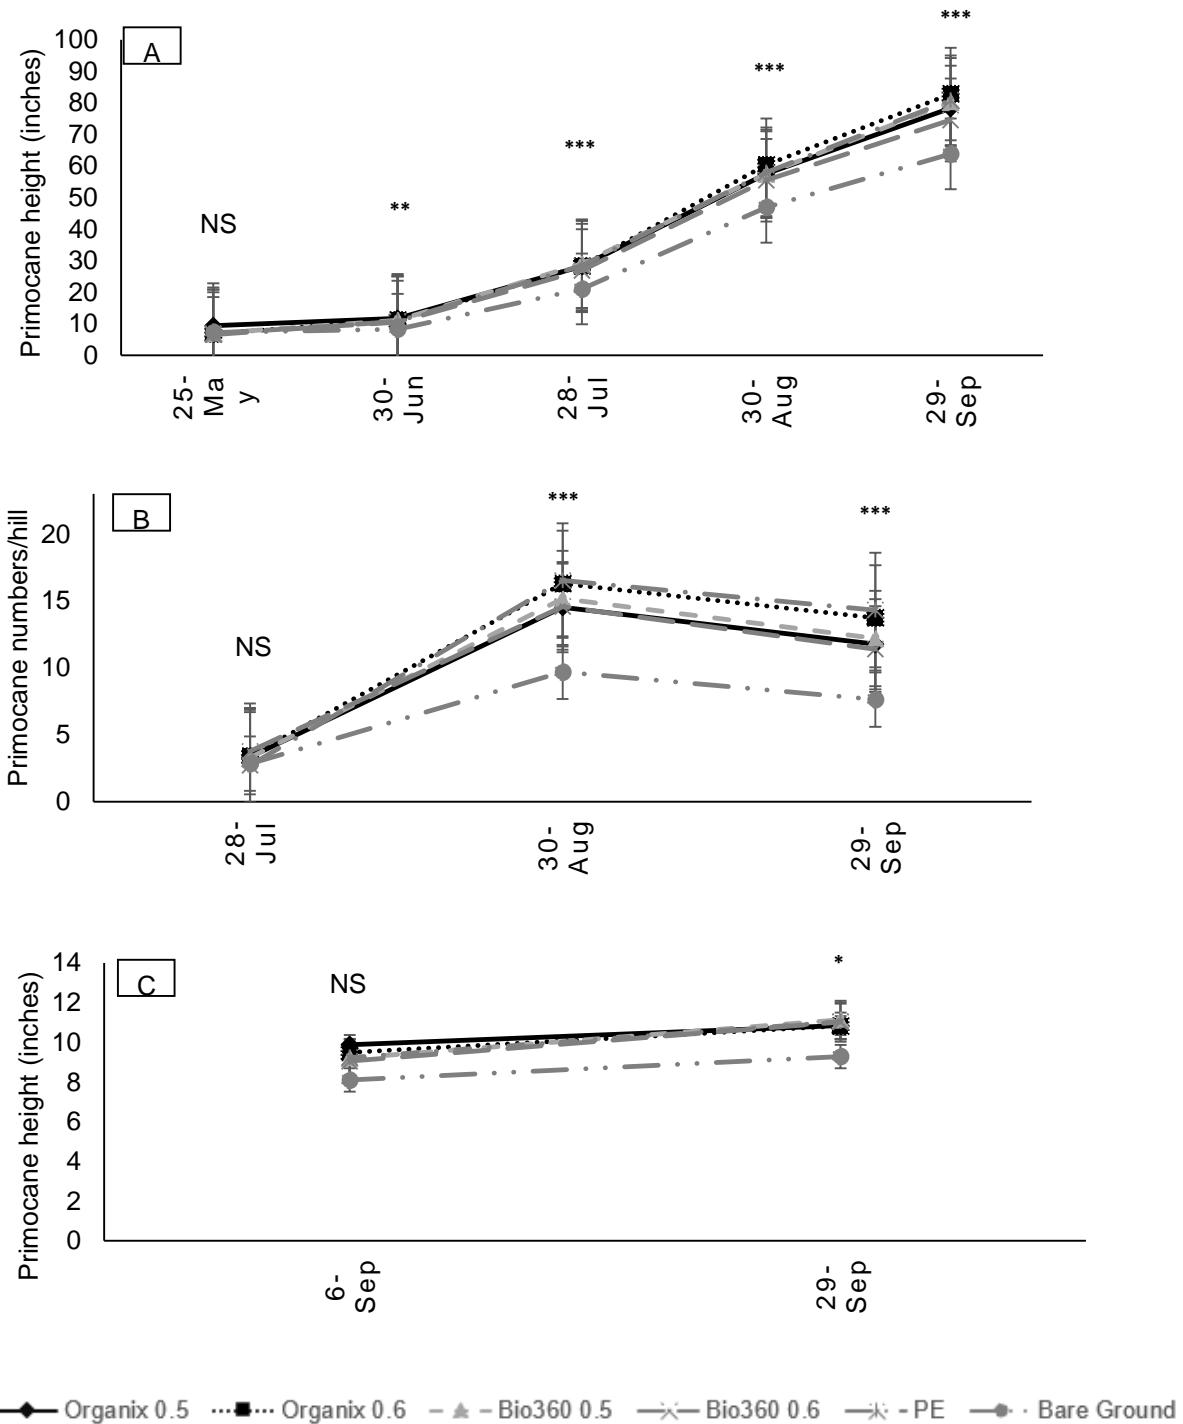 A
Primocane height (inches)
100
90
80
70
60
50
40
30
20
10
0
NS
**
***
***
***
25-
Ma
y
30-
Jun
28-
Jul
30-
Aug
29-
Sep
B
Primocane numbers/hill
20
15
10
5
0
NS
***
***
28-
Jul
30-
Aug
29-
Sep
C
Primocane height (inches)
14
12
10
8
6
4
2
0
NS
*
6-
Sep
29-
Sep
Organix 0.5 Organix 0.6 Bio360 0.5 Bio360 0.6 PE Bare Ground